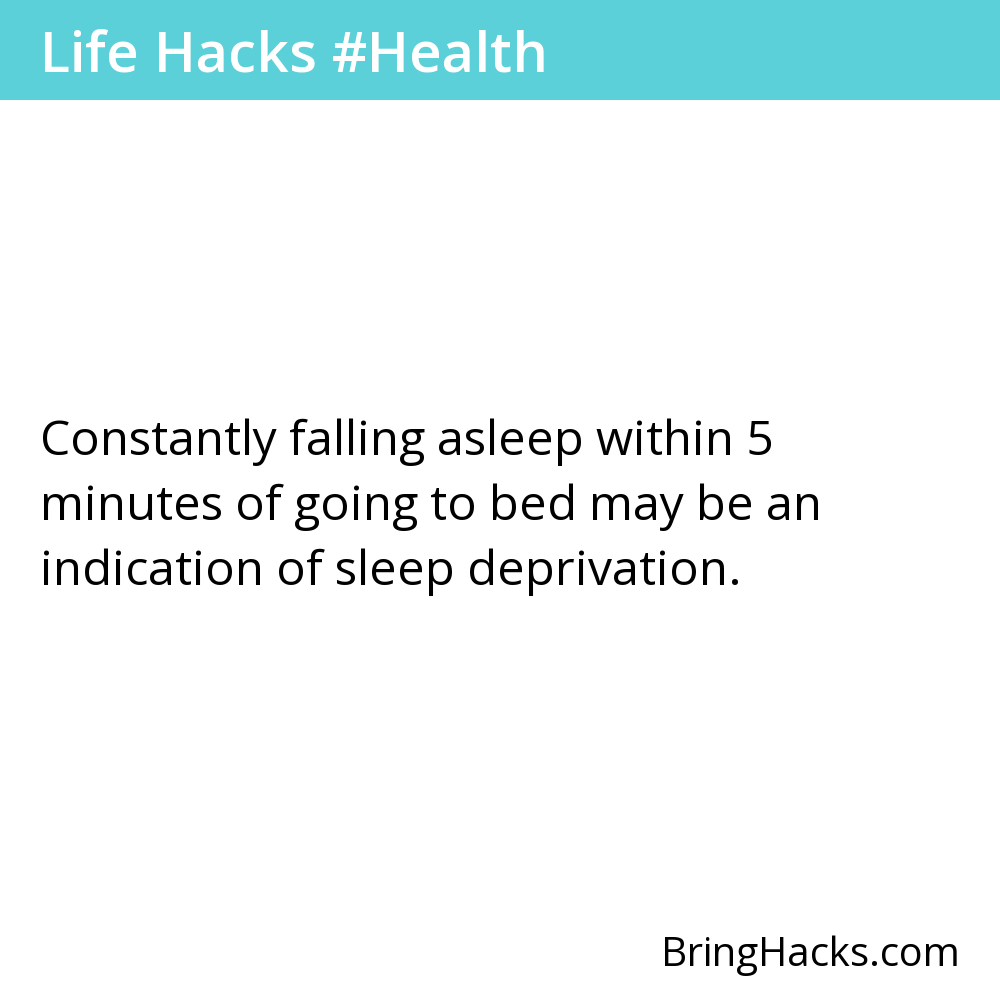 Life Hacks #Health
Constantly falling asleep within 5
minutes of going to bed may be an
indication of sleep deprivation.
BringHacks.com